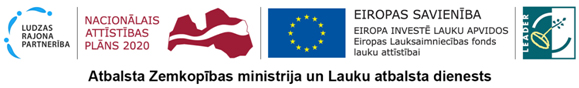 LUDZAS
RAJONA
PARTNERĪBA
NACIONĀLAIS
ATTĪSTĪBAS
PLĀNS 2020
EIROPAS SAVIENĪBA
EIROPA INVESTĒ LAUKU APVIDOS
Eiropas Lauksaimniecības fonds
lauku attīstībai
LEADER
Atbalsta Zemkopības ministrija un Lauku atbalsta dienests